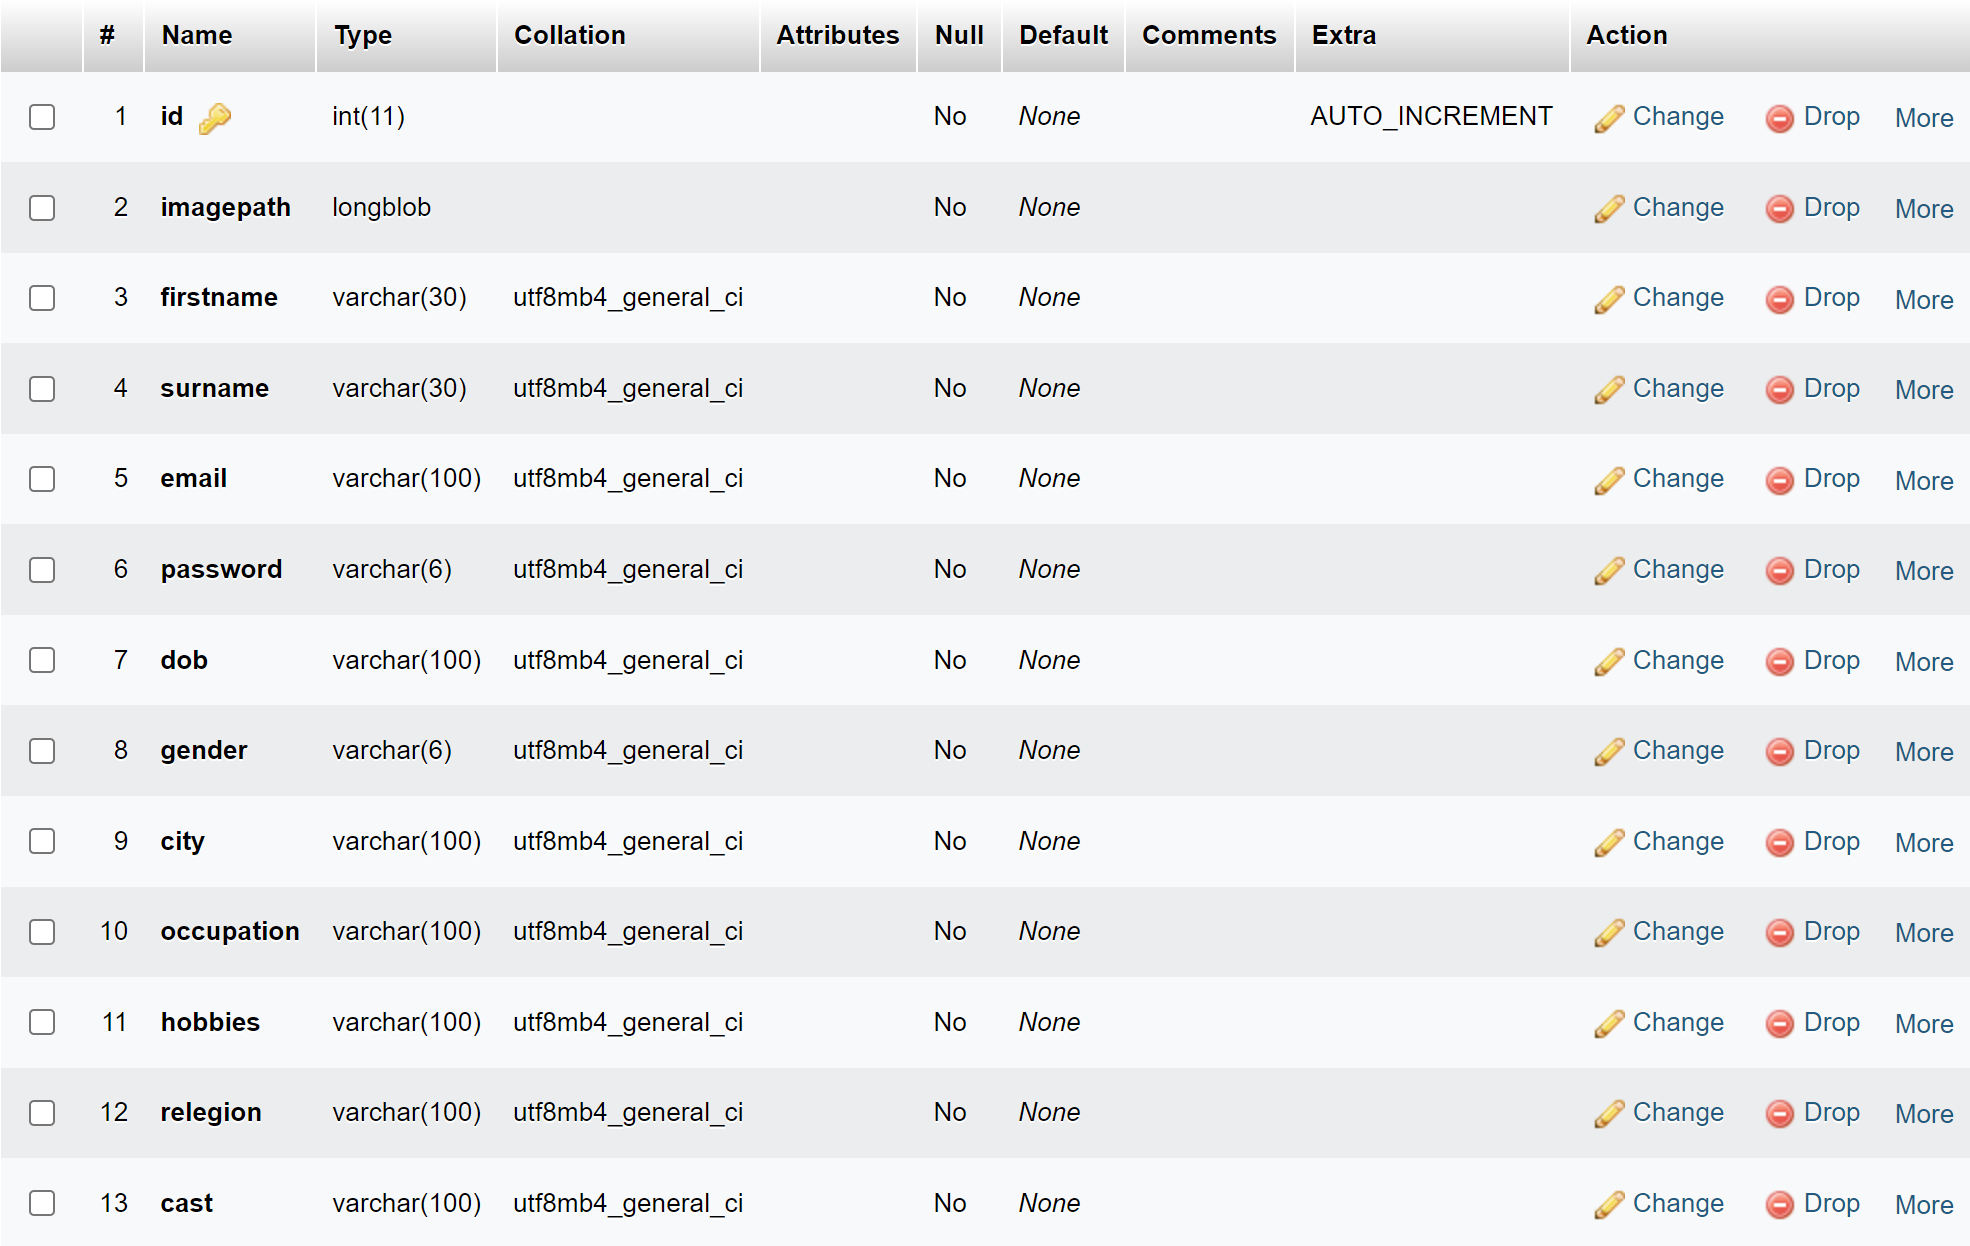 # Name Type Collation Attributes Null Default Comments Extra Action
1 id int(11) No None AUTO_INCREMENT Change Drop More
2 imagepath longblob No None Change Drop More
3 firstname varchar(30) utf8mb4_general_ci No None Change Drop More
4 surname varchar(30) utf8mb4_general_ci No None Change Drop More
5 email varchar(100) utf8mb4_general_ci No None Change Drop More
6 password varchar(6) utf8mb4_general_ci No None Change Drop More
7 dob varchar(100) utf8mb4_general_ci No None Change Drop More
8 gender varchar(6) utf8mb4_general_ci No None Change Drop More
9 city varchar(100) utf8mb4_general_ci No None Change Drop More
10 occupation varchar(100) utf8mb4_general_ci No None Change Drop More
11 hobbies varchar(100) utf8mb4_general_ci No None Change Drop More
12 relegion varchar(100) utf8mb4_general_ci No None Change Drop More
13 cast varchar(100) utf8mb4_general_ci No None Change Drop More